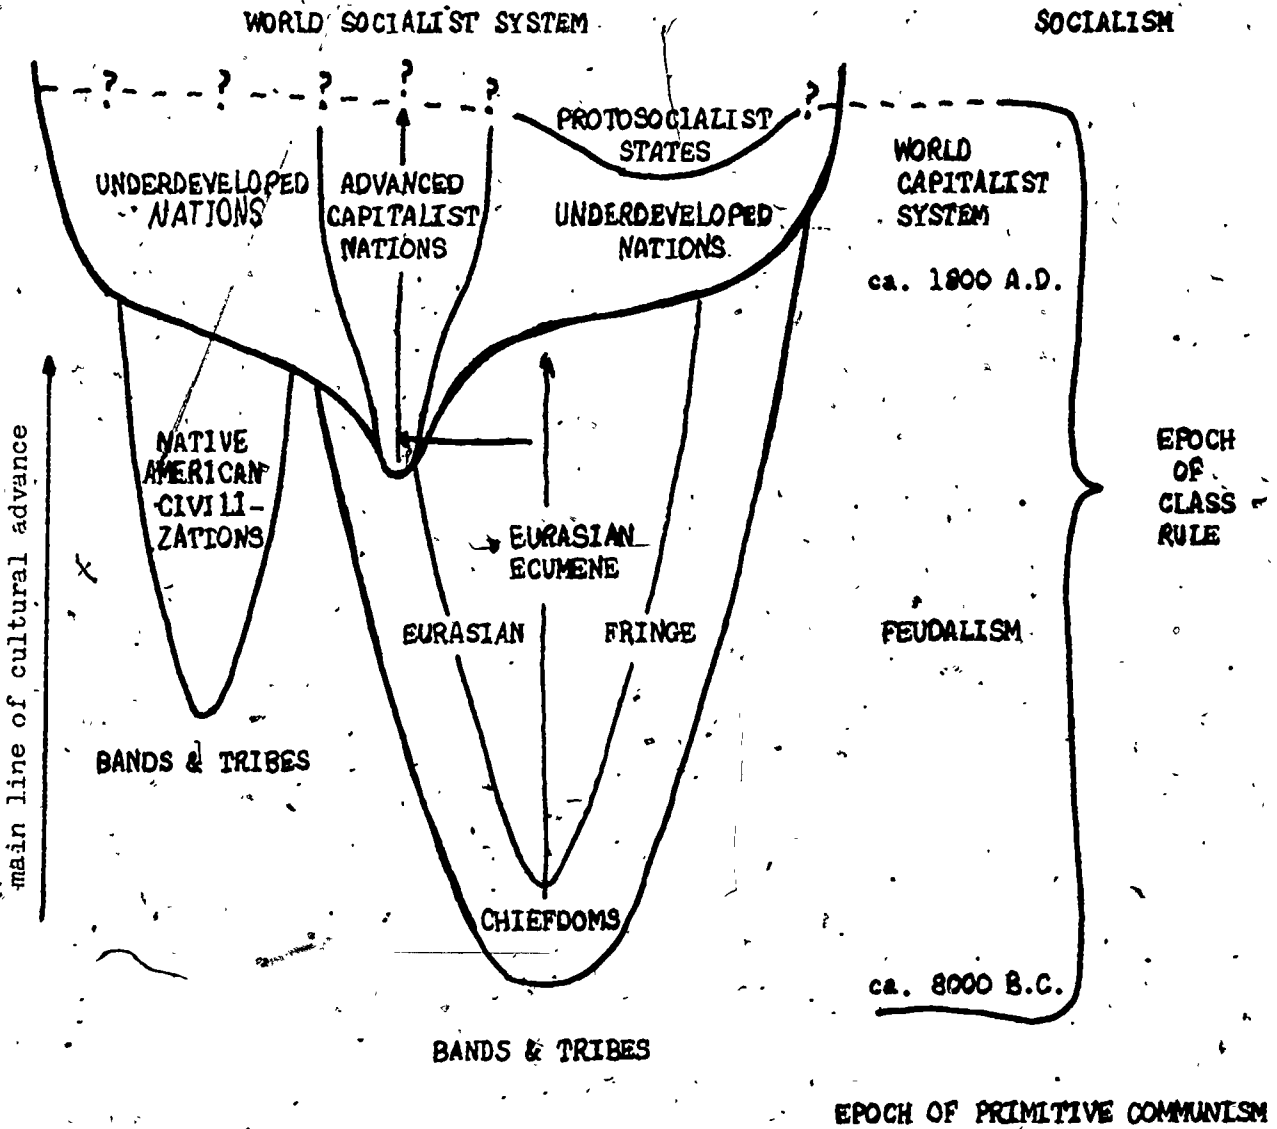 WORLD SOCIALIST SYSTEM
SOCIALISM
? ? ? ? ? ?
PROTOSOCIALIST
STATES
WORLD
CAPITALIST
SYSTEM
UNDERDEVELOPED
NATIONS
ADVANCED
CAPITALIST
NATIONS
UNDERDEVELOPED
NATIONS
ca. 1800 A.D.
main line of cultural advance
NATIVE
AMERICAN
CIVILI-
ZATIONS
EPOCH
OF
CLASS
RULE
EURASIAN
ECUMENE
EURASIAN FRINGE
FEUDALISM
BANDS & TRIBES
CHIEFDOMS
ca. 8000 B.C.
BANDS & TRIBES
EPOCH OF PRIMITIVE COMMUNISM